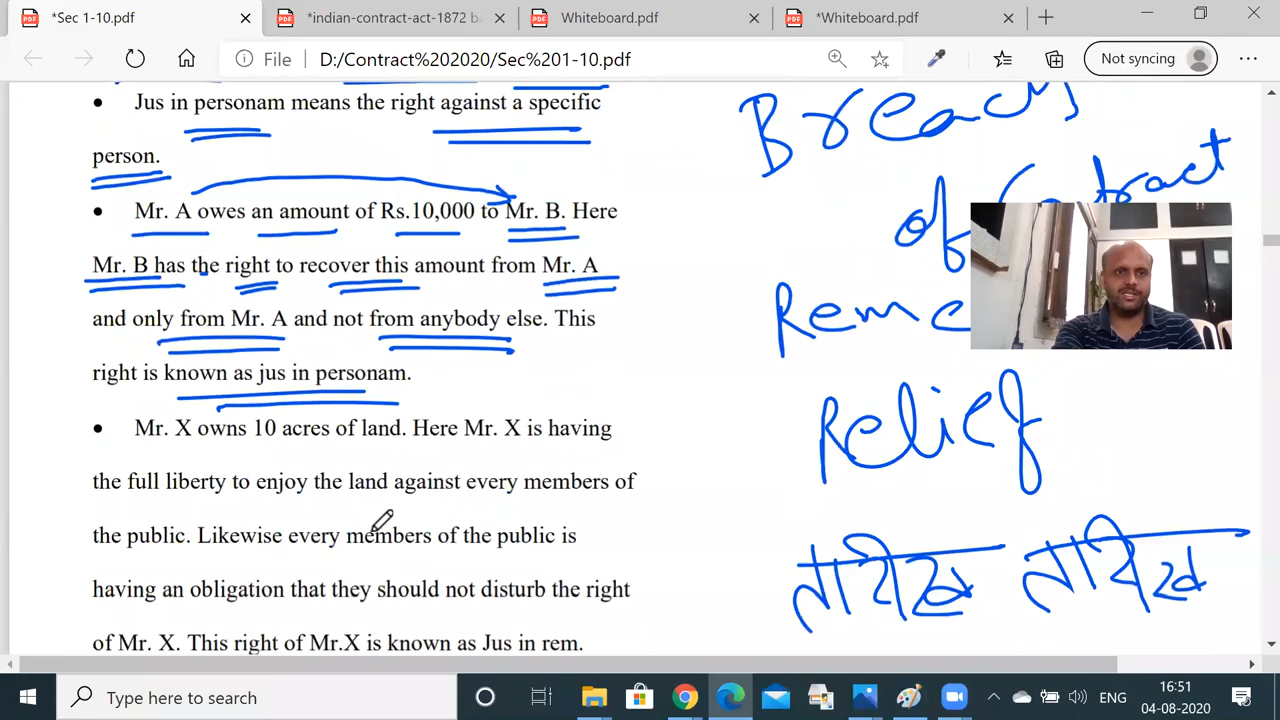 *Sec 1-10.pdf
*indian-contract-act-1872 b
Whiteboard.pdf
*Whiteboard.pdf
File
D:/Contract%202020/Sec%201-10.pdf
Not syncing
• Jus in personam means the right against a specific
person.
• Mr. A owes an amount of Rs.10,000 to Mr. B. Here
Mr. B has the right to recover this amount from Mr. A
and only from Mr. A and not from anybody else. This
right is known as jus in personam.
• Mr. X owns 10 acres of land. Here Mr. X is having
the full liberty to enjoy the land against every members of
the public. Likewise every members of the public is
having an obligation that they should not disturb the right
of Mr. X. This right of Mr.X is known as Jus in rem.
Breach
of Contract
Reme
Relief
Type here to search
ENG
16:51
04-08-2020